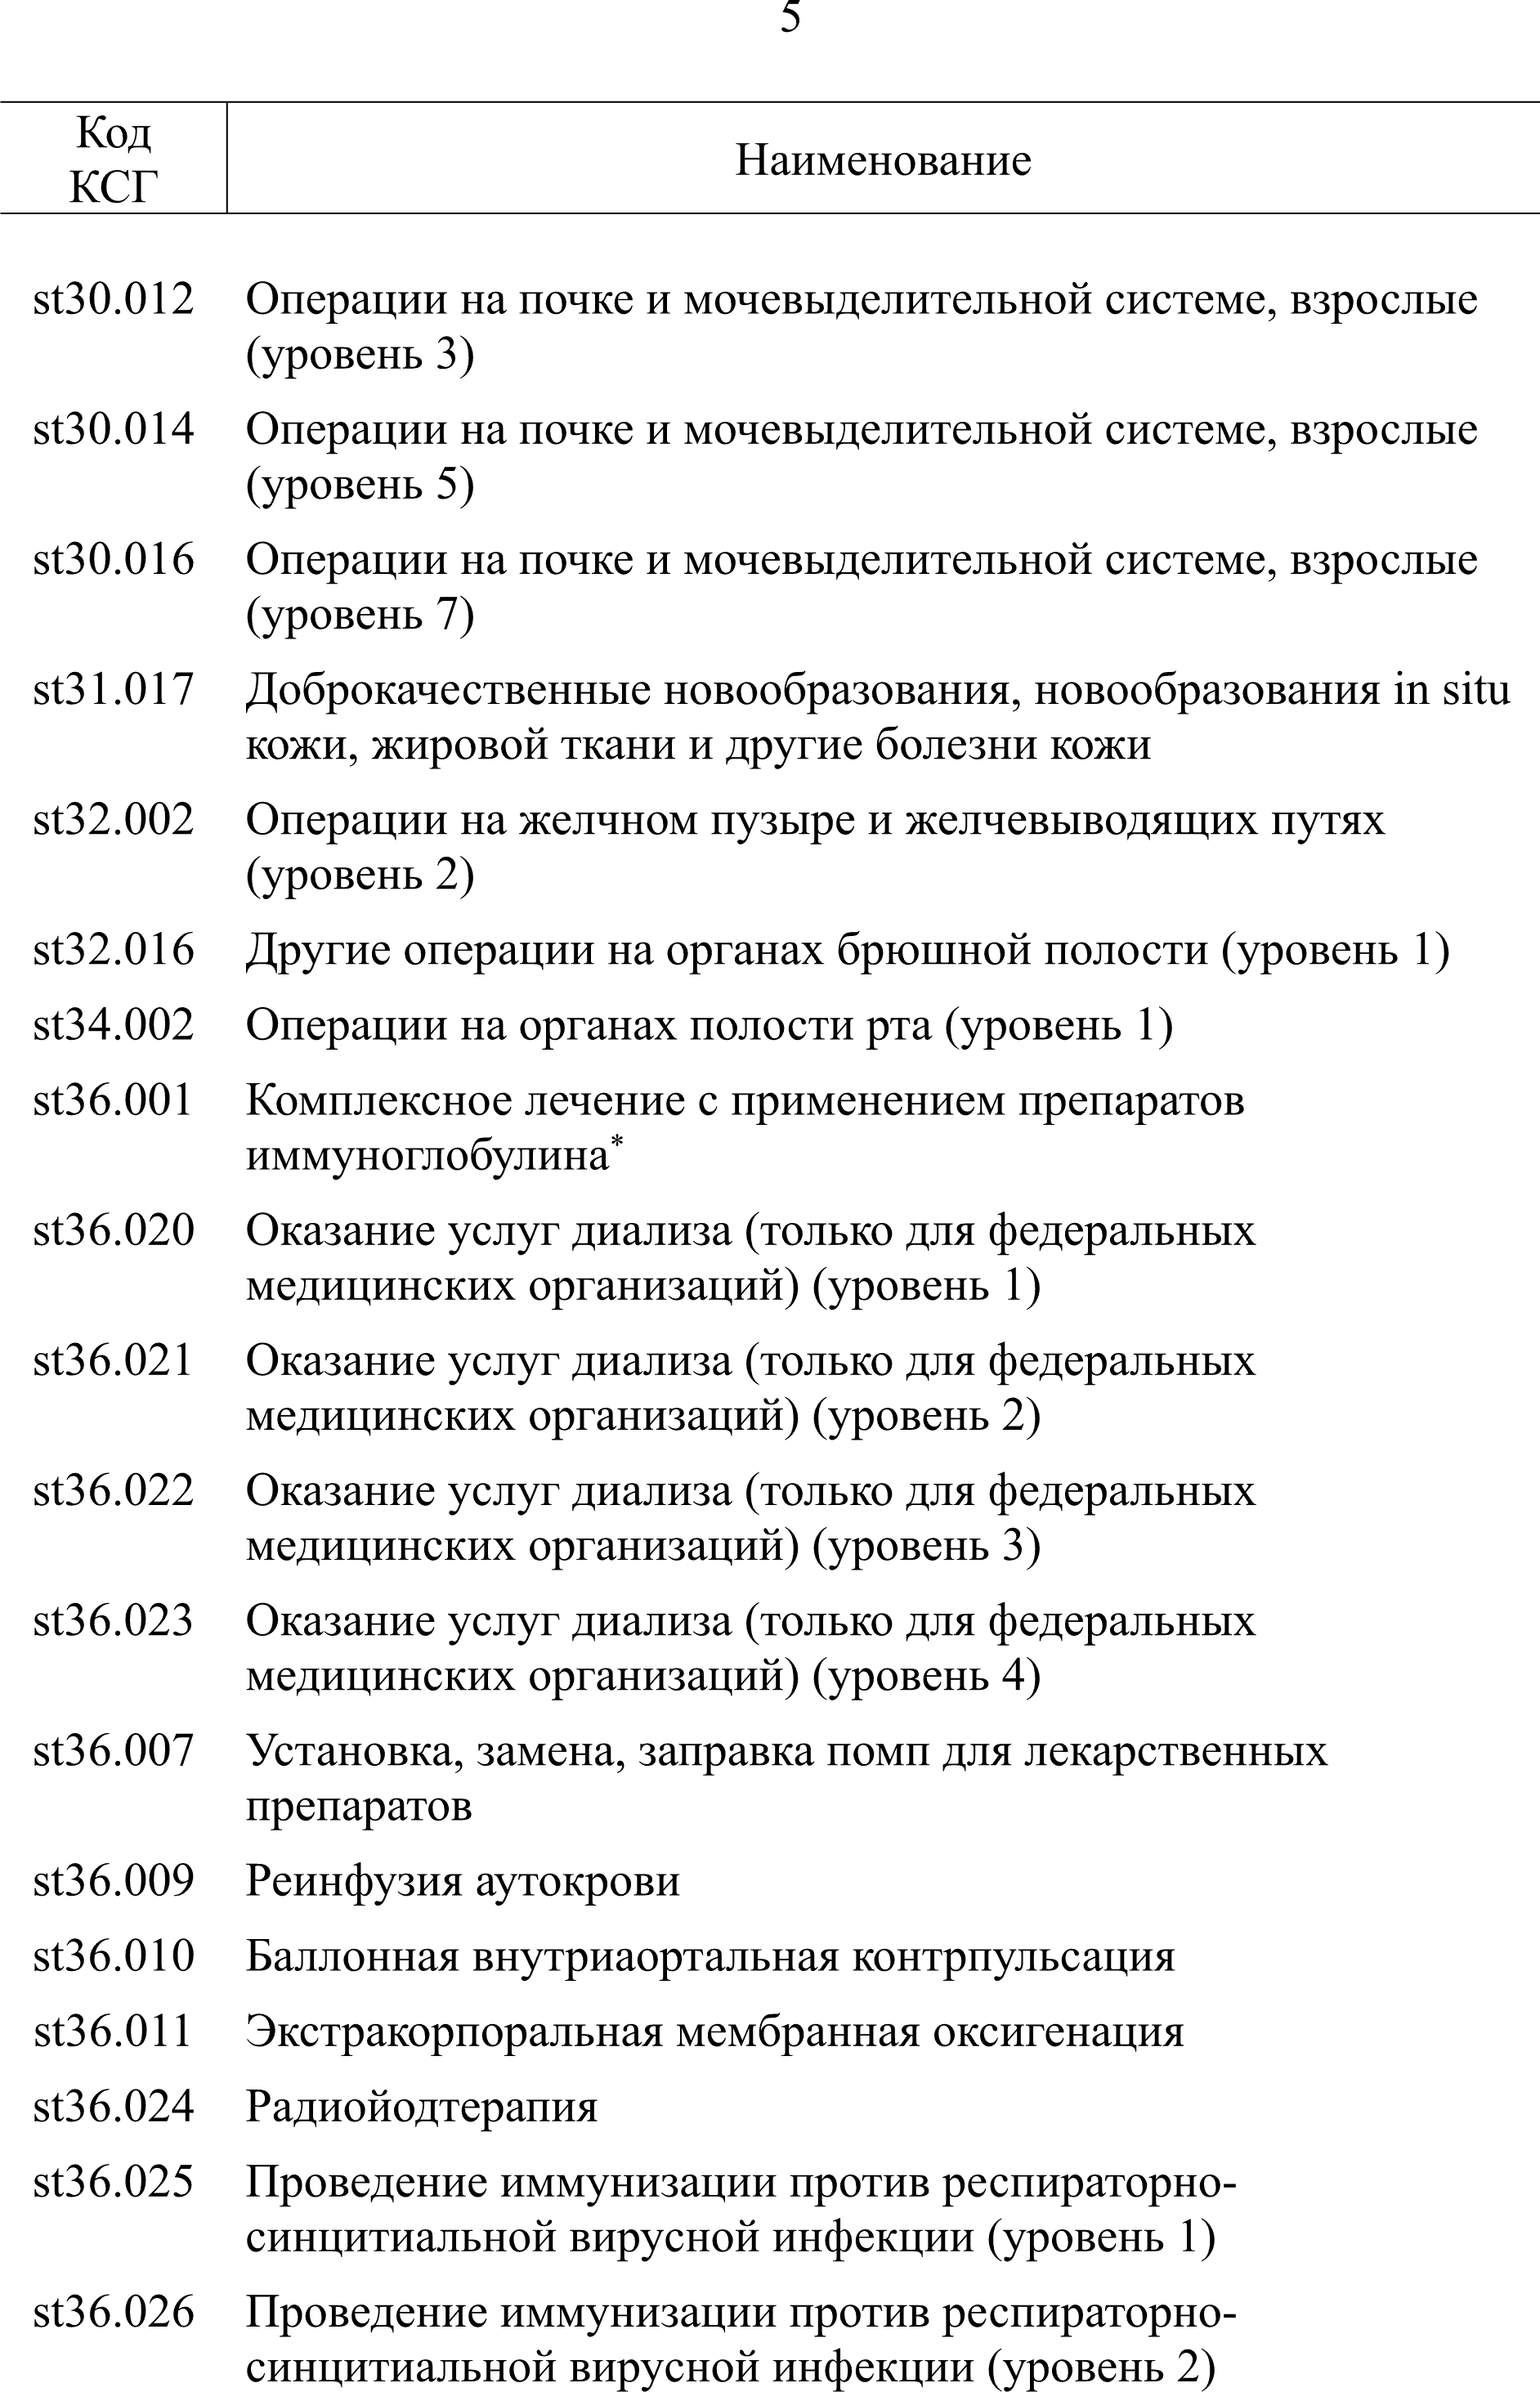 5
Код
КСГ
Наименование
st30.012 Операции на почке и мочевыделительной системе, взрослые
(уровень 3)
st30.014 Операции на почке и мочевыделительной системе, взрослые
(уровень 5)
st30.016 Операции на почке и мочевыделительной системе, взрослые
(уровень 7)
st31.017 Доброкачественные новообразования, новообразования in situ
кожи, жировой ткани и другие болезни кожи
st32.002 Операции на желчном пузыре и желчевыводящих путях
(уровень 2)
st32.016 Другие операции на органах брюшной полости (уровень 1)
st34.002 Операции на органах полости рта (уровень 1)
st36.001 Комплексное лечение с применением препаратов
иммуноглобулина*
st36.020 Оказание услуг диализа (только для федеральных
медицинских организаций) (уровень 1)
st36.021 Оказание услуг диализа (только для федеральных
медицинских организаций) (уровень 2)
st36.022 Оказание услуг диализа (только для федеральных
медицинских организаций) (уровень 3)
st36.023 Оказание услуг диализа (только для федеральных
медицинских организаций) (уровень 4)
st36.007 Установка, замена, заправка помп для лекарственных
препаратов
st36.009 Реинфузия аутокрови
st36.010 Баллонная внутриаортальная контрпульсация
st36.011 Экстракорпоральная мембранная оксигенация
st36.024 Радиойодтерапия
st36.025 Проведение иммунизации против респираторно-
синцитиальной вирусной инфекции (уровень 1)
st36.026 Проведение иммунизации против респираторно-
синцитиальной вирусной инфекции (уровень 2)